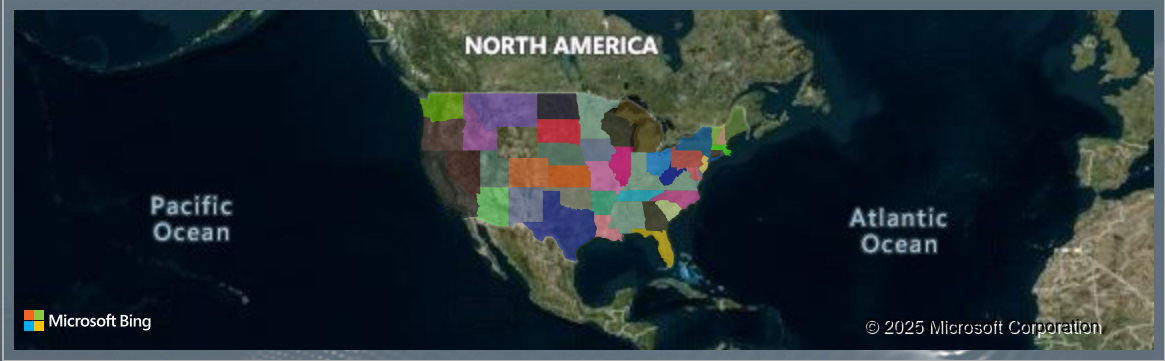 NORTH AMERICA
Pacific
Ocean
Atlantic
Ocean
Microsoft Bing
© 2025 Microsoft Corporation